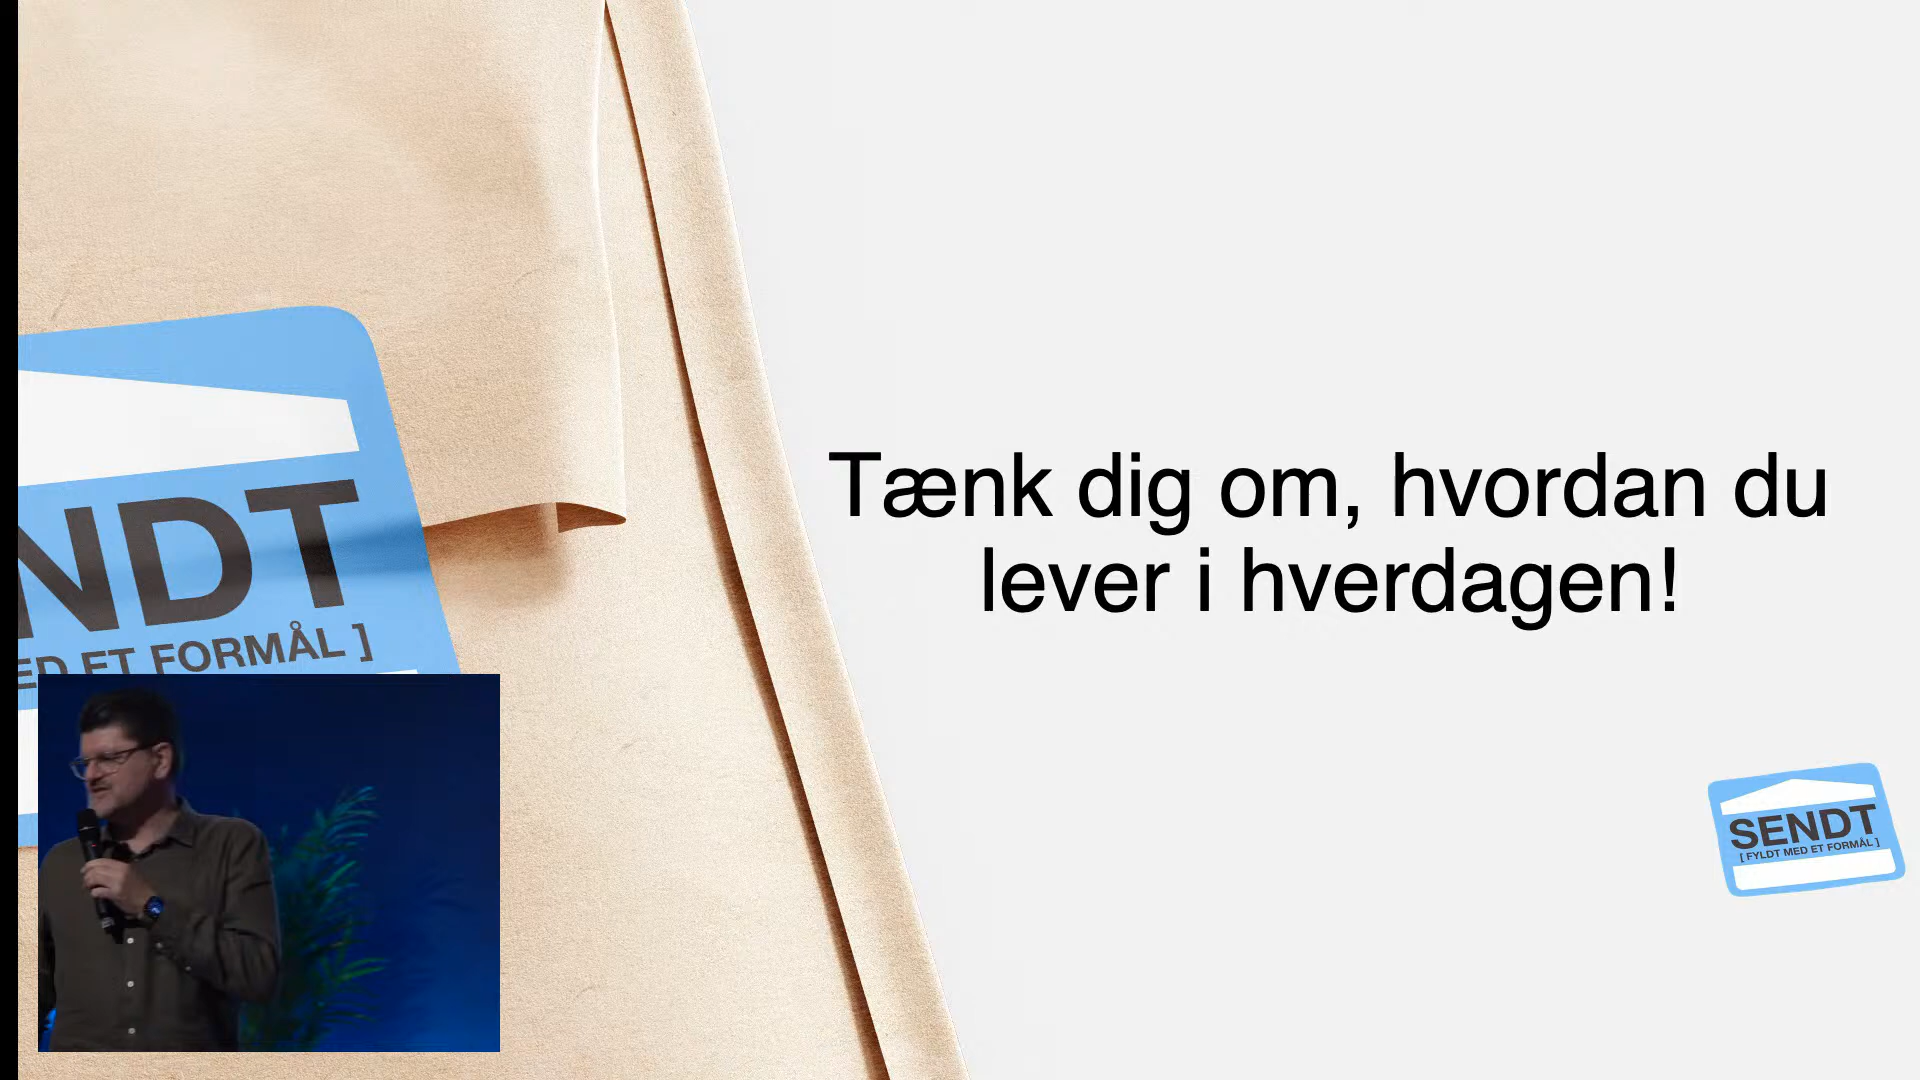 Tænk dig om, hvordan du
lever i hverdagen!
NDT
ED ET FORMÅL ]
SENDT
[ FYLDT MED ET FORMÅL ]